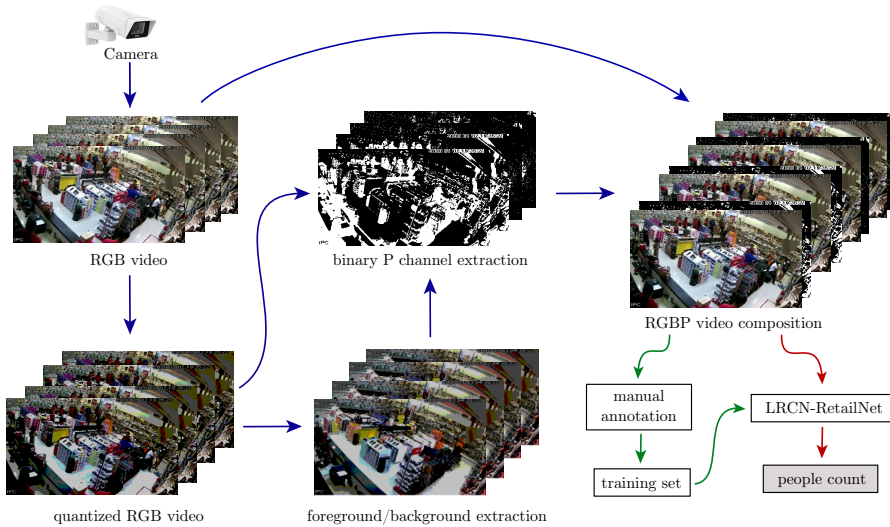 Camera
RGB video
binary P channel extraction
IPC
RGBP video composition
manual
annotation
LRCN-RetailNet
training set
people count
quantized RGB video
foreground/background extraction